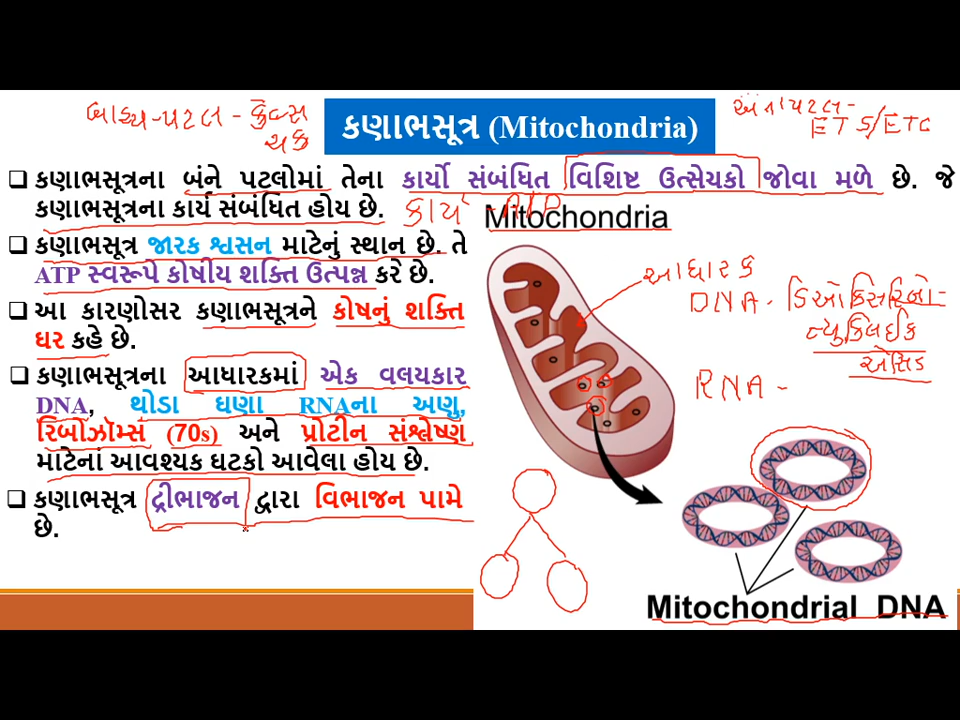 બાહ્ય-પટલ - ક્રેબ્સ
ચક્ર
કણાભસૂત્ર (Mitochondria)
અંતઃપટલ-
ETS/ETC
❑ કણાભસૂત્રના બંને પટલોમાં તેના કાર્યો સંબંધિત વિશિષ્ટ ઉત્સેચકો જોવા મળે છે. જે
કણાભસૂત્રના કાર્ય સંબંધિત હોય છે.
કાર્ય - ATP
❑ કણાભસૂત્ર જારક શ્વસન માટેનું સ્થાન છે. તે
ATP સ્વરૂપે કોષીય શક્તિ ઉત્પન્ન કરે છે.
❑ આ કારણોસર કણાભસૂત્રને કોષનું શક્તિ
ઘર કહે છે.
❑ કણાભસૂત્રના આધારકમાં એક વલયકાર
DNA, થોડા ઘણા RNAના અણુ,
રિબોઝોમ્સ (70s) અને પ્રોટીન સંશ્લેષણ
માટેનાં આવશ્યક ઘટકો આવેલા હોય છે.
❑ કણાભસૂત્ર દ્વીભાજન દ્વારા વિભાજન પામે
છે.
Mitochondria
આધારક
DNA - ડિઓક્સિરિબો-
ન્યુક્લિઈક
એસિડ
RNA -
Mitochondrial DNA